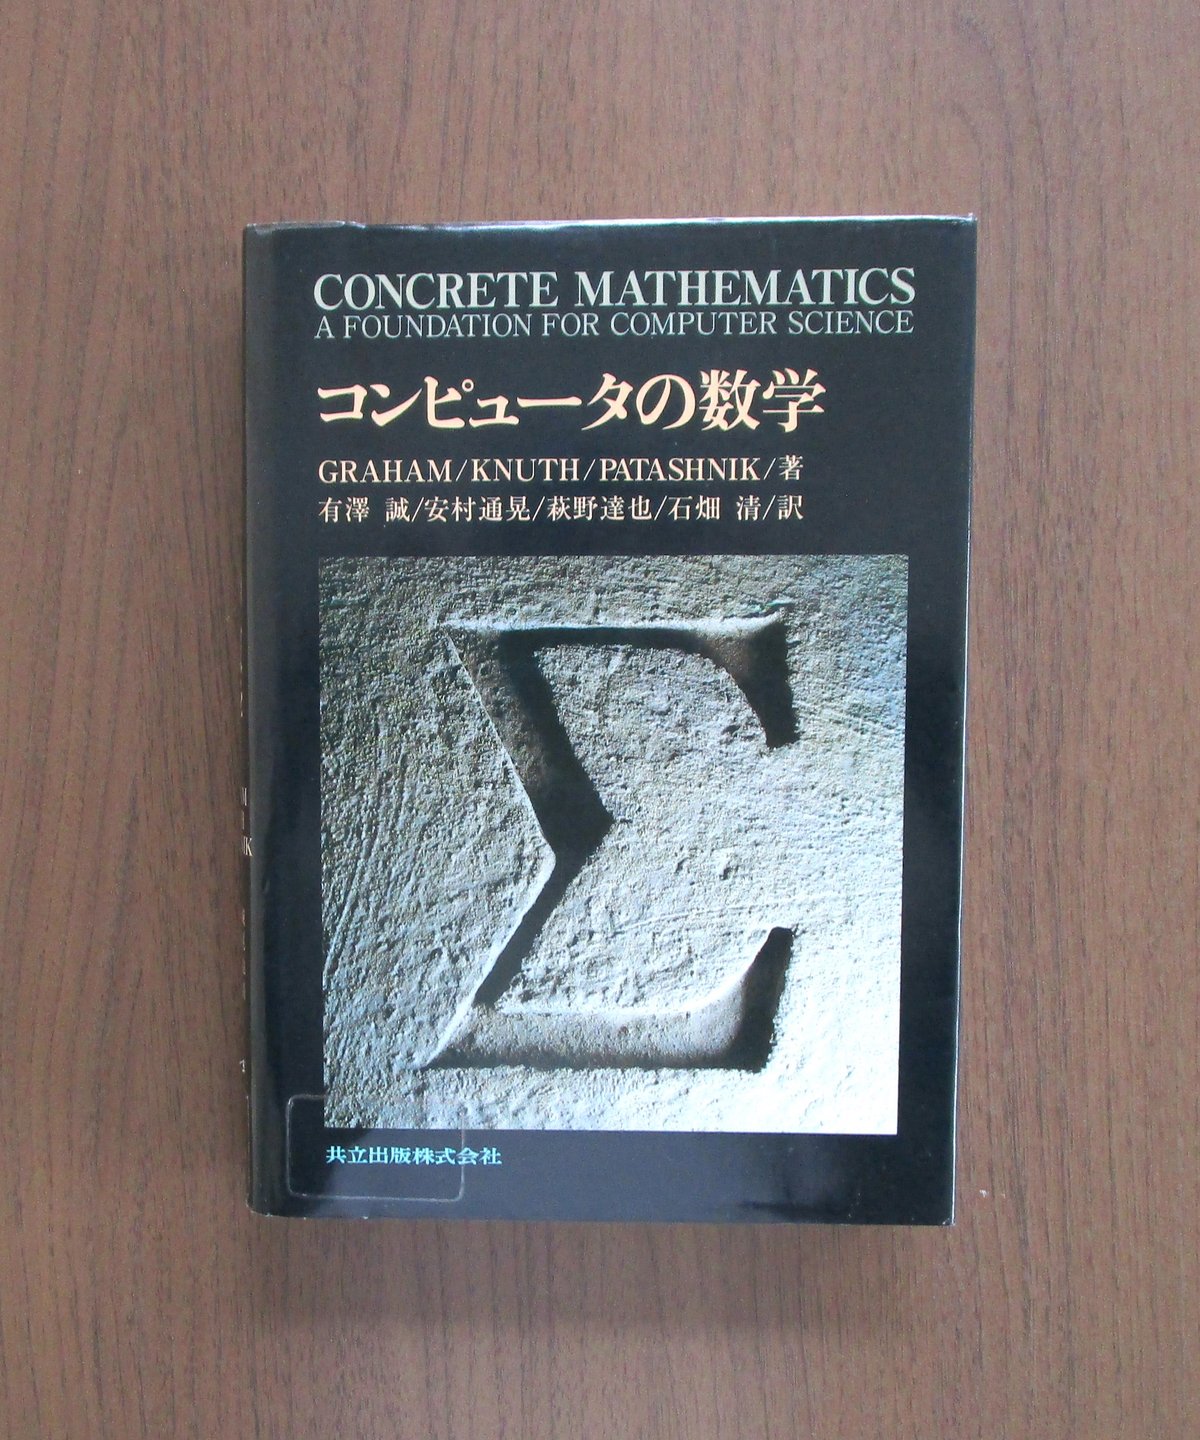 CONCRETE MATHEMATICS
A FOUNDATION FOR COMPUTER SCIENCE
コンピュータの数学
GRAHAM/KNUTH/PATASHNIK/著
有澤 誠/安村通晃/萩野達也/石畑 清/訳
Σ
共立出版株式会社